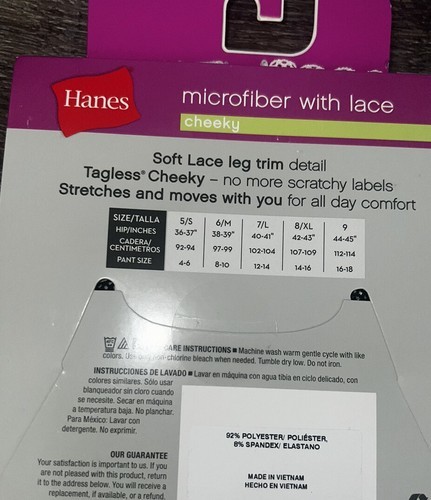 Hanes
microfiber with lace
cheeky
Soft Lace leg trim detail
Tagless® Cheeky – no more scratchy labels
Stretches and moves with you for all day comfort
SIZE/TALLA 5/S 6/M 7/L 8/XL 9
HIP/INCHES 36-37" 38-39" 40-41" 42-43" 44-45"
CADERA/
CENTIMETROS 92-94 97-99 102-104 107-109 112-114
PANT SIZE 4-6 8-10 12-14 14-16 16-18
CARE INSTRUCTIONS ■ Machine wash warm gentle cycle with like
colors. Use only non-chlorine bleach when needed. Tumble dry low. Do not iron.
INSTRUCCIONES DE LAVADO ■ Lavar en máquina con agua tibia en ciclo delicado, con
colores similares. Sólo usar
blanqueador sin cloro cuando
se necesite. Secar en máquina
a temperatura baja. No planchar.
Para México: Lavar con
detergente. No exprimir.
92% POLYESTER/ POLIÉSTER,
8% SPANDEX/ ELASTANO
MADE IN VIETNAM
HECHO EN VIETNAM
OUR GUARANTEE
Your satisfaction is important to us. If you
are not pleased with this product, return
it to the address below. You will receive a
replacement, if available, or a refund.